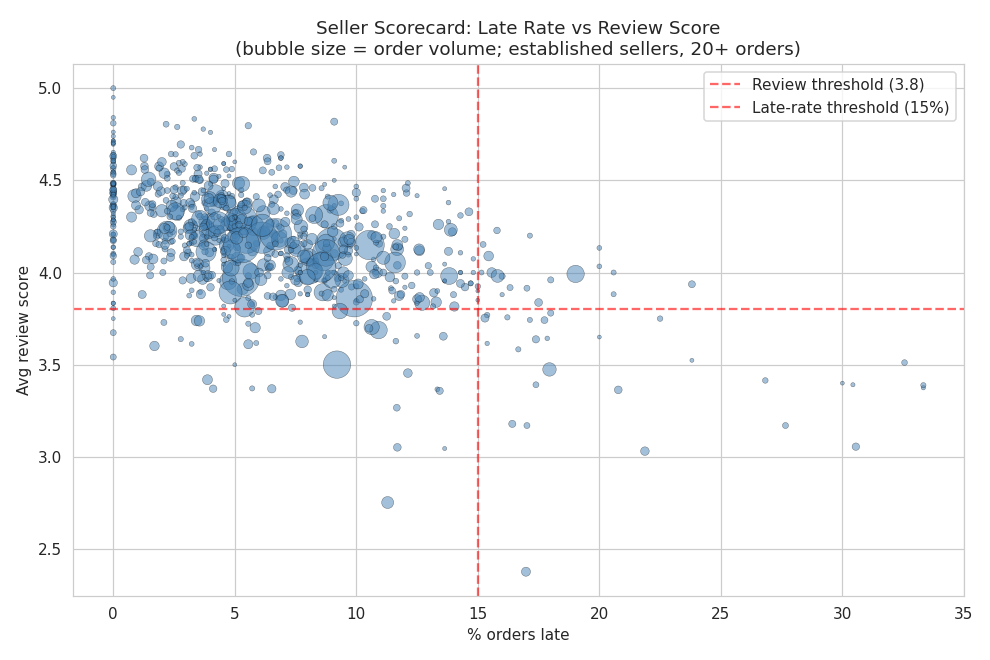 Seller Scorecard: Late Rate vs Review Score
(bubble size = order volume; established sellers, 20+ orders)
Review threshold (3.8)
Late-rate threshold (15%)
Avg review score
5.0
4.5
4.0
3.5
3.0
2.5
0 5 10 15 20 25 30 35
% orders late